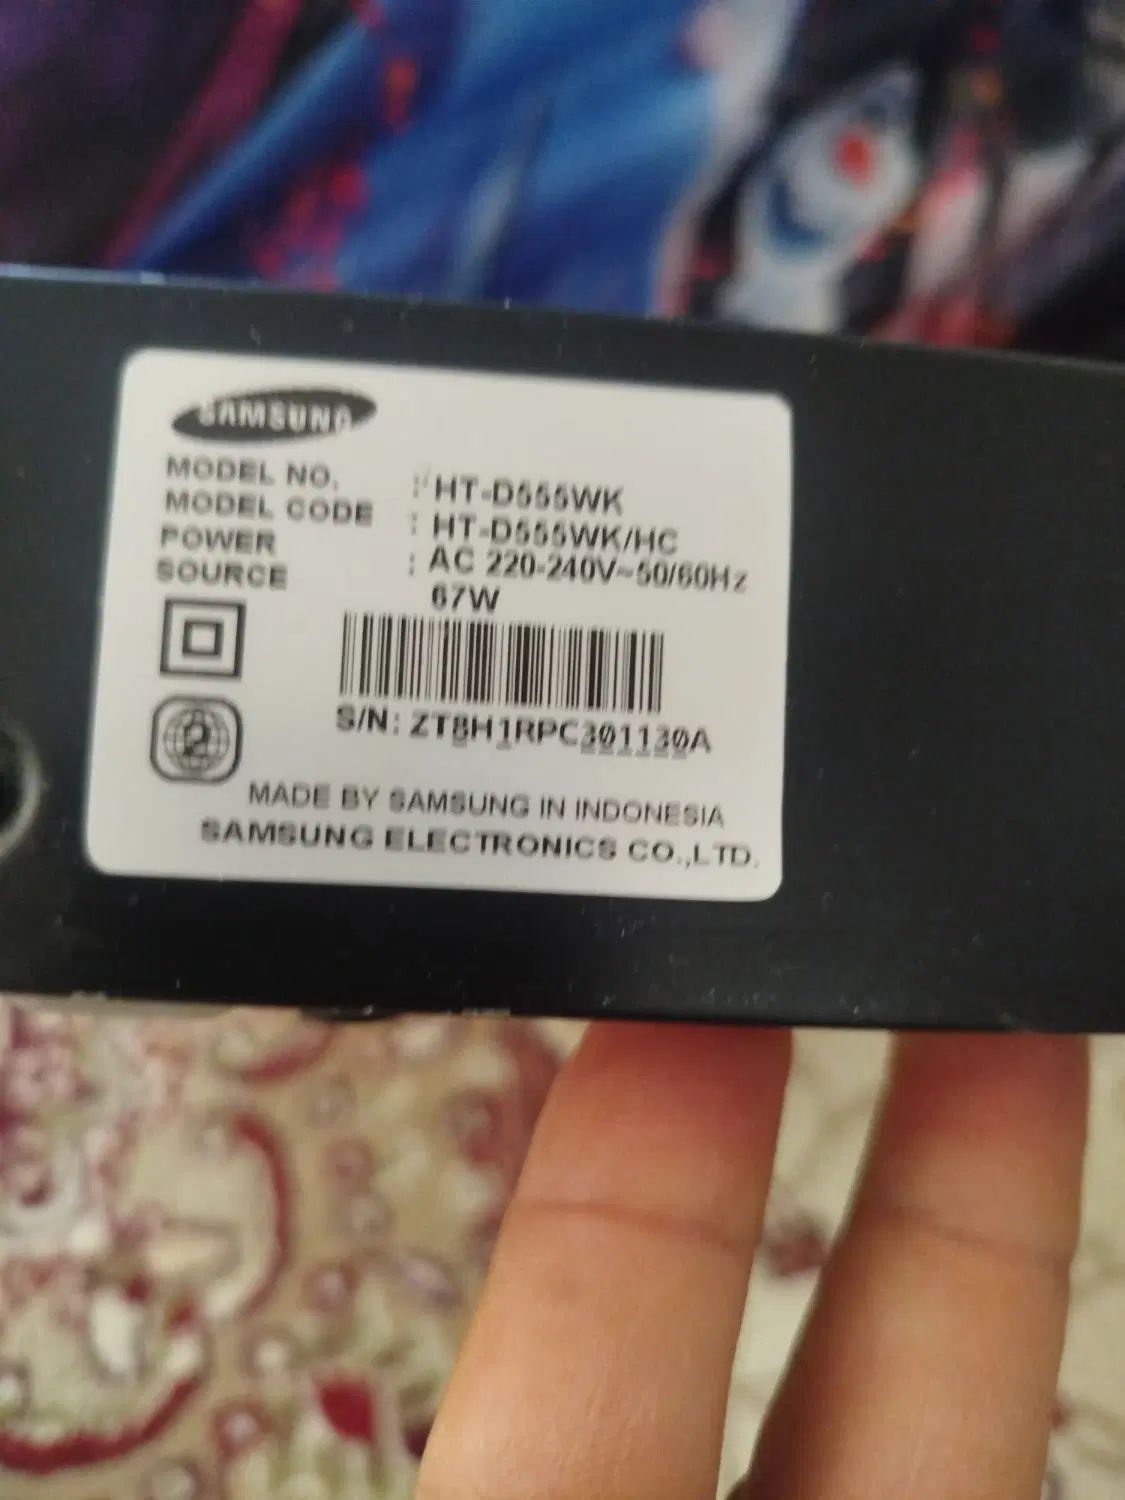 SAMSUNG
MODEL NO. : HT-D555WK
MODEL CODE : HT-D555WK/HC
POWER SOURCE : AC 220-240V~50/60Hz
67W
S/N: ZT8H1RPC301130A
MADE BY SAMSUNG IN INDONESIA
SAMSUNG ELECTRONICS CO.,LTD.